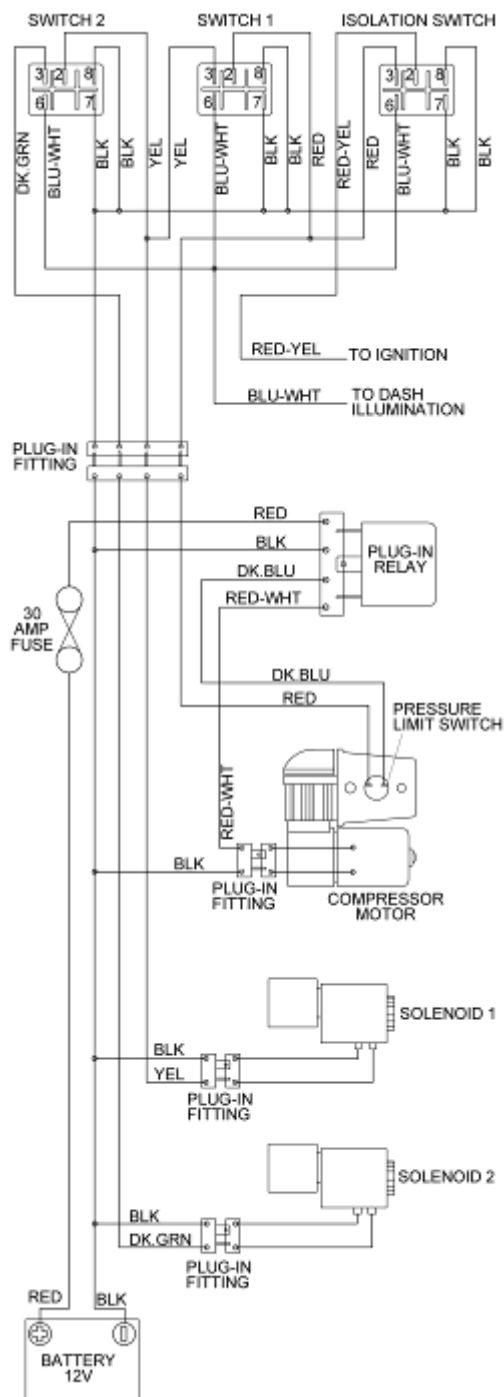 SWITCH 2
SWITCH 1
ISOLATION SWITCH
3 2 8
6 7
3 2 8
6 7
3 2 8
6 7
DK.GRN
BLU-WHT
BLK
BLK
YEL
YEL
BLU-WHT
BLK
BLK
RED
RED-YEL
RED
BLU-WHT
BLK
BLK
RED-YEL
TO IGNITION
BLU-WHT
TO DASH
ILLUMINATION
PLUG-IN
FITTING
RED
BLK
DK.BLU
RED-WHT
PLUG-IN
RELAY
30
AMP
FUSE
DK.BLU
RED
PRESSURE
LIMIT SWITCH
RED-WHT
BLK
PLUG-IN
FITTING
COMPRESSOR
MOTOR
SOLENOID 1
BLK
YEL
PLUG-IN
FITTING
SOLENOID 2
BLK
DK.GRN
PLUG-IN
FITTING
RED
BLK
BATTERY
12V